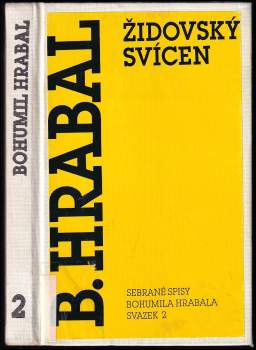 BOHUMIL HRABAL
2
B. HRABAL
ŽIDOVSKÝ
SVÍCEN
SEBRANÉ SPISY
BOHUMILA HRABALA
SVAZEK 2